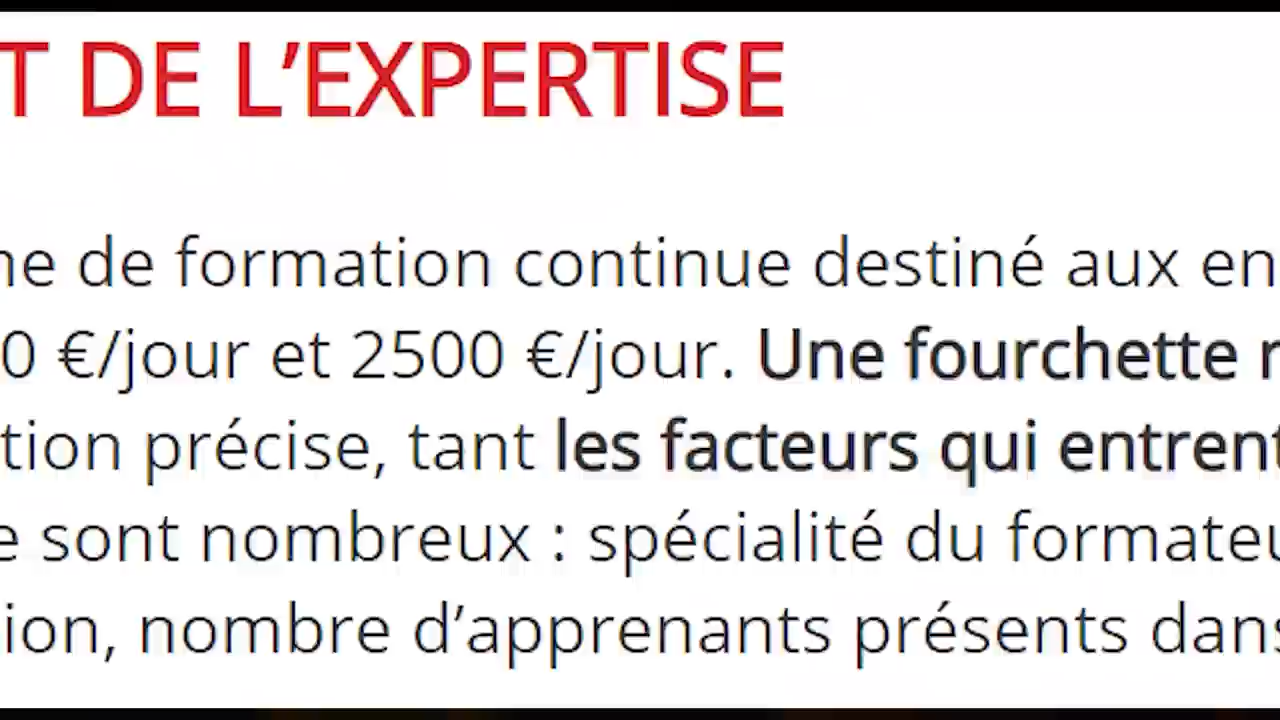 T DE L’EXPERTISE
ne de formation continue destiné aux en
0 €/jour et 2500 €/jour. Une fourchette
tion précise, tant les facteurs qui entrent
e sont nombreux : spécialité du formateu
ion, nombre d’apprenants présents dans